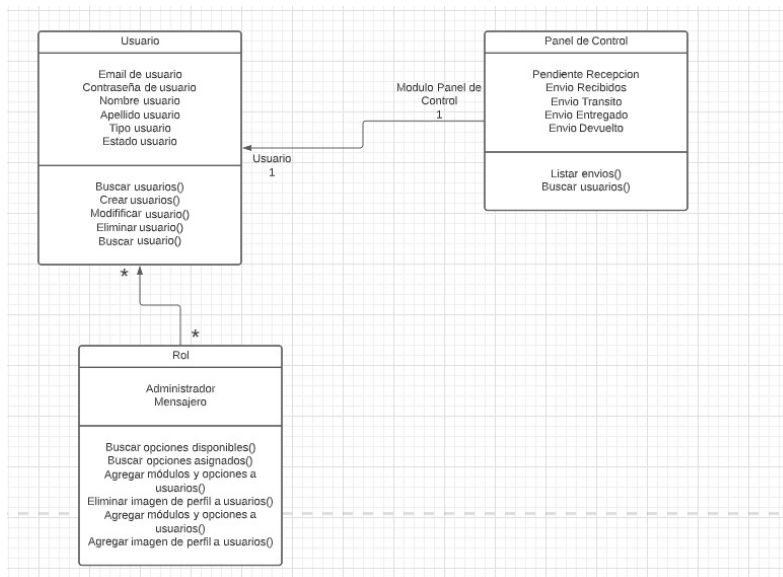 Usuario
Email de usuario
Contraseña de usuario
Nombre usuario
Apellido usuario
Tipo usuario
Estado usuario
Buscar usuarios()
Crear usuarios()
Modifificar usuario()
Eliminar usuario()
Buscar usuario()
Modulo Panel de
Control
1
Usuario
1
Panel de Control
Pendiente Recepcion
Envio Recibidos
Envio Transito
Envio Entregado
Envio Devuelto
Listar envios()
Buscar usuarios()
*
*
Rol
Administrador
Mensajero
Buscar opciones disponibles()
Buscar opciones asignados()
Agregar módulos y opciones a
usuarios()
Eliminar imagen de perfil a usuarios()
Agregar módulos y opciones a
usuarios()
Agregar imagen de perfil a usuarios()